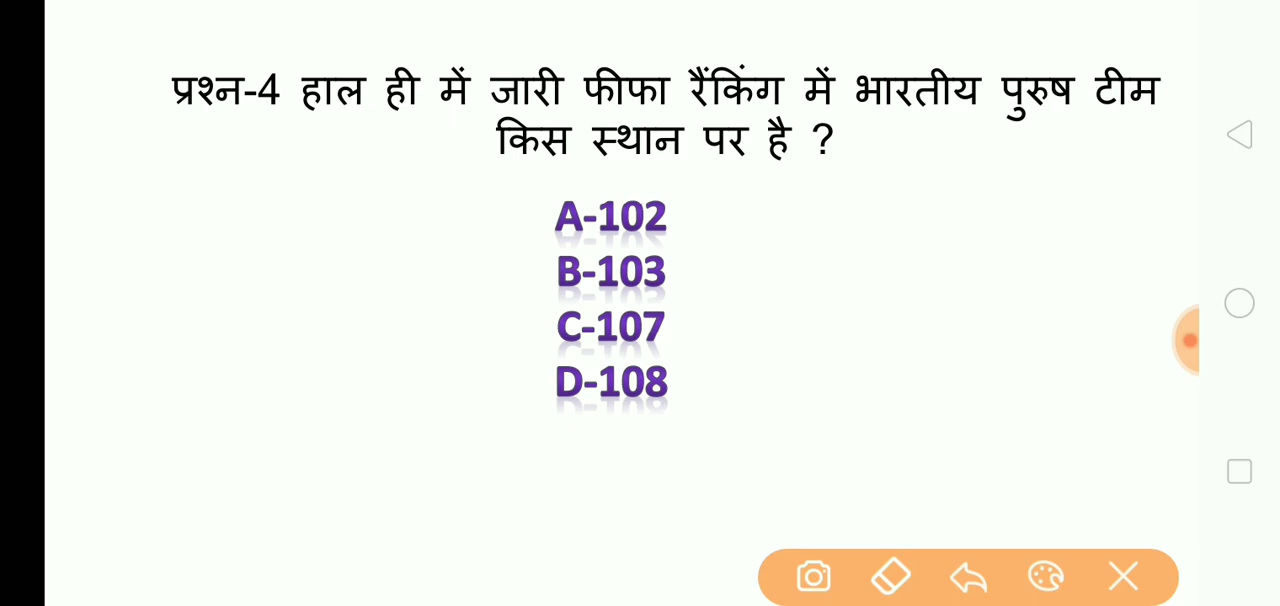 प्रश्न-4 हाल ही में जारी फीफा रैंकिंग में भारतीय पुरुष टीम
किस स्थान पर है ?
A-102
B-103
C-107
D-108